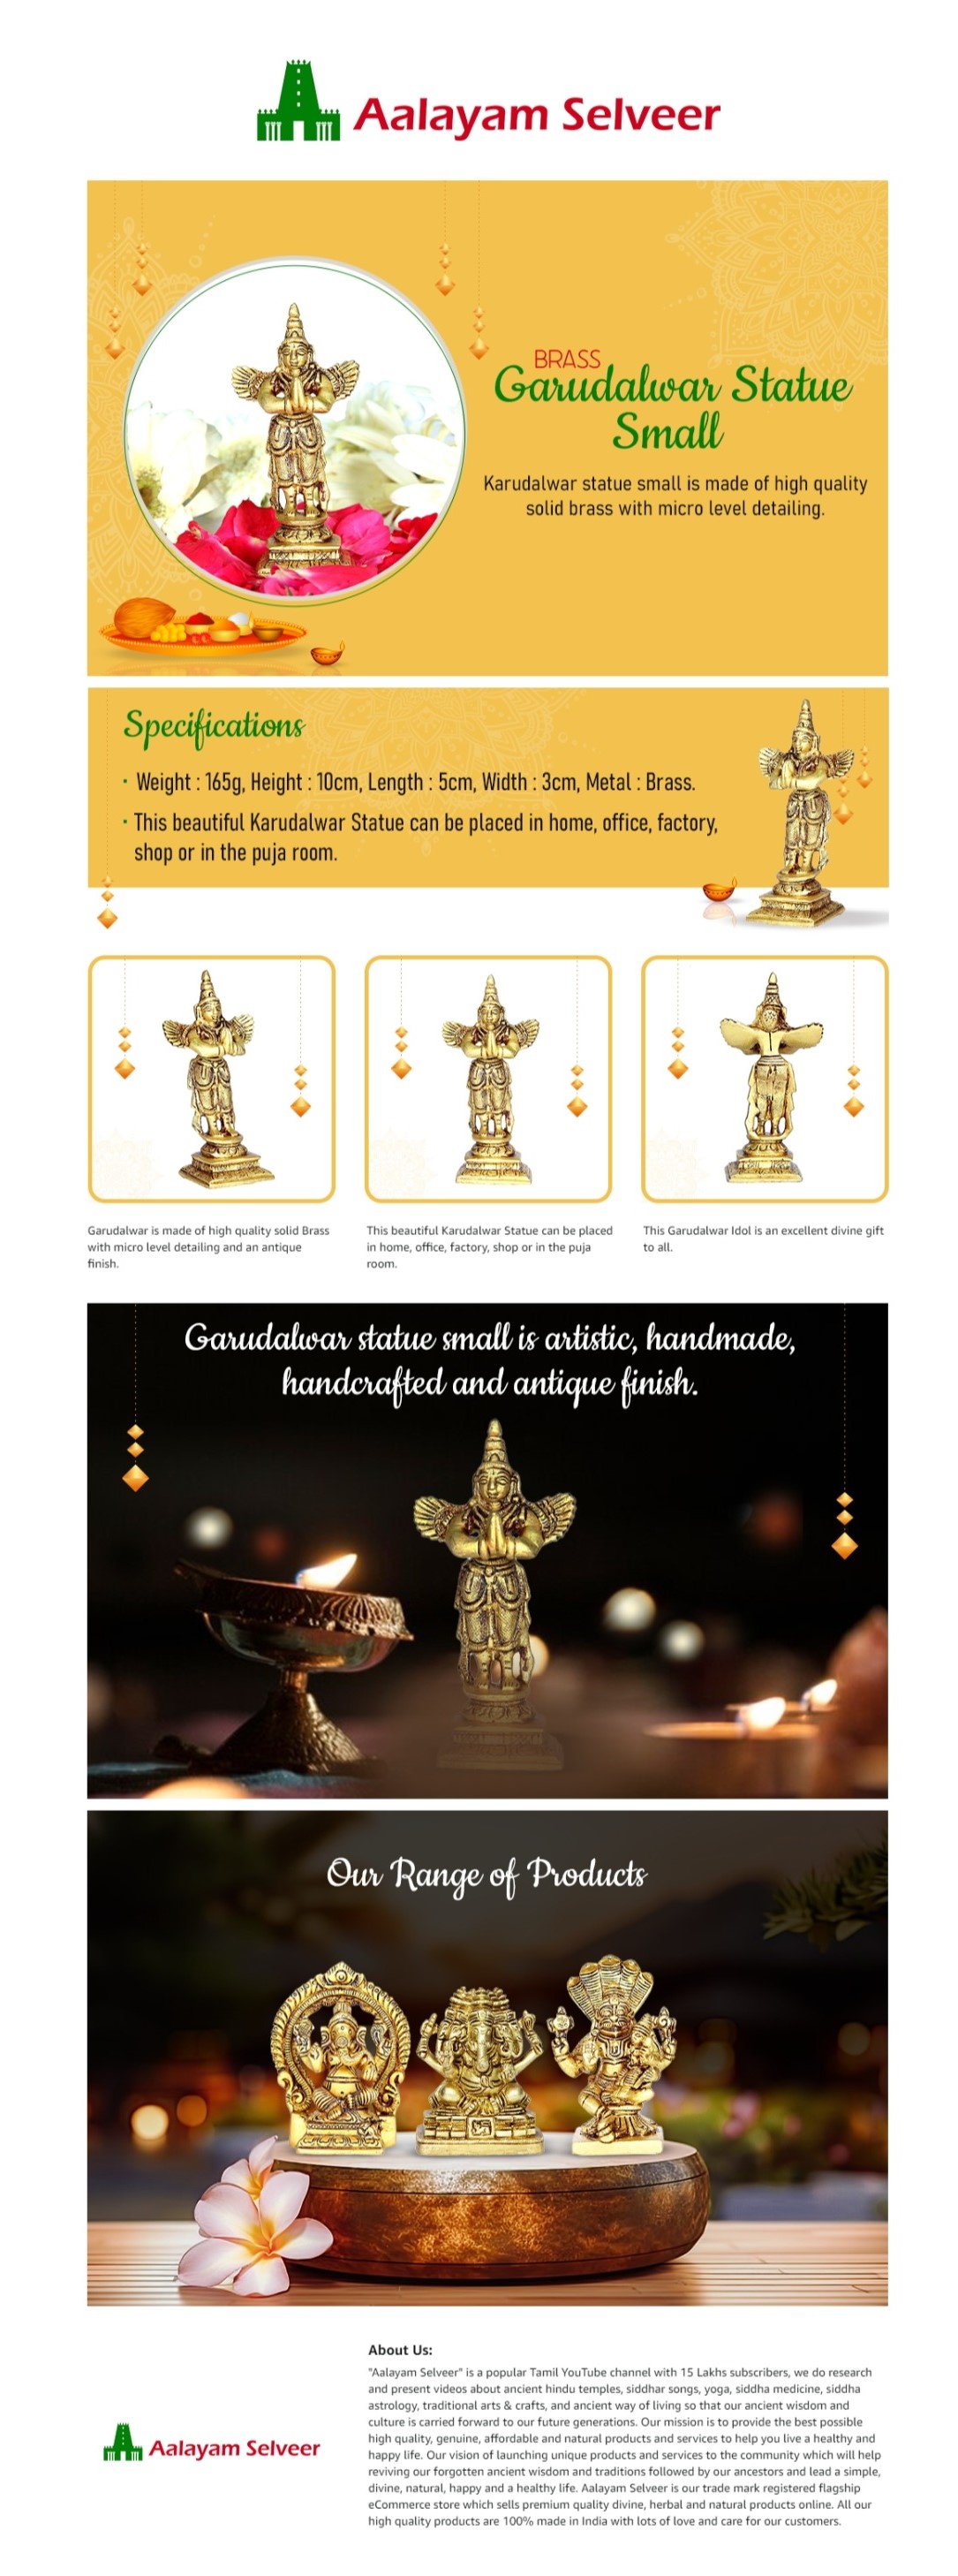 Aalayam Selveer
BRASS
Garudalwar Statue
Small
Karudalwar statue small is made of high quality
solid brass with micro level detailing.
Specifications
· Weight : 165g, Height : 10cm, Length : 5cm, Width : 3cm, Metal : Brass.
· This beautiful Karudalwar Statue can be placed in home, office, factory,
shop or in the puja room.
Garudalwar is made of high quality solid Brass
with micro level detailing and an antique
finish.
This beautiful Karudalwar Statue can be placed
in home, office, factory, shop or in the puja
room.
This Garudalwar Idol is an excellent divine gift
to all.
Garudalwar statue small is artistic, handmade,
handcrafted and antique finish.
Our Range of Products
Aalayam Selveer
About Us:
"Aalayam Selveer" is a popular Tamil YouTube channel with 15 Lakhs subscribers, we do research
and present videos about ancient hindu temples, siddhar songs, yoga, siddha medicine, siddha
astrology, traditional arts & crafts, and ancient way of living so that our ancient wisdom and
culture is carried forward to our future generations. Our mission is to provide the best possible
high quality, genuine, affordable and natural products and services to help you live a healthy and
happy life. Our vision of launching unique products and services to the community which will help
reviving our forgotten ancient wisdom and traditions followed by our ancestors and lead a simple,
divine, natural, happy and a healthy life. Aalayam Selveer is our trade mark registered flagship
eCommerce store which sells premium quality divine, herbal and natural products online. All our
high quality products are 100% made in India with lots of love and care for our customers.